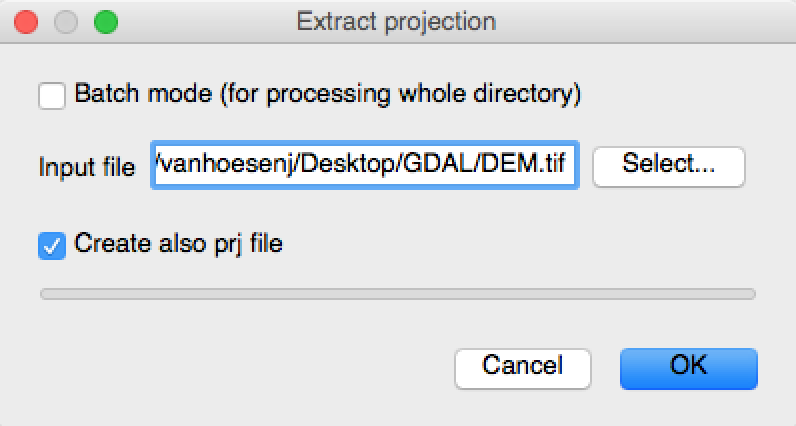 Extract projection
Batch mode (for processing whole directory)
Input file /vanhoesenj/Desktop/GDAL/DEM.tif Select...
Create also prj file
Cancel OK